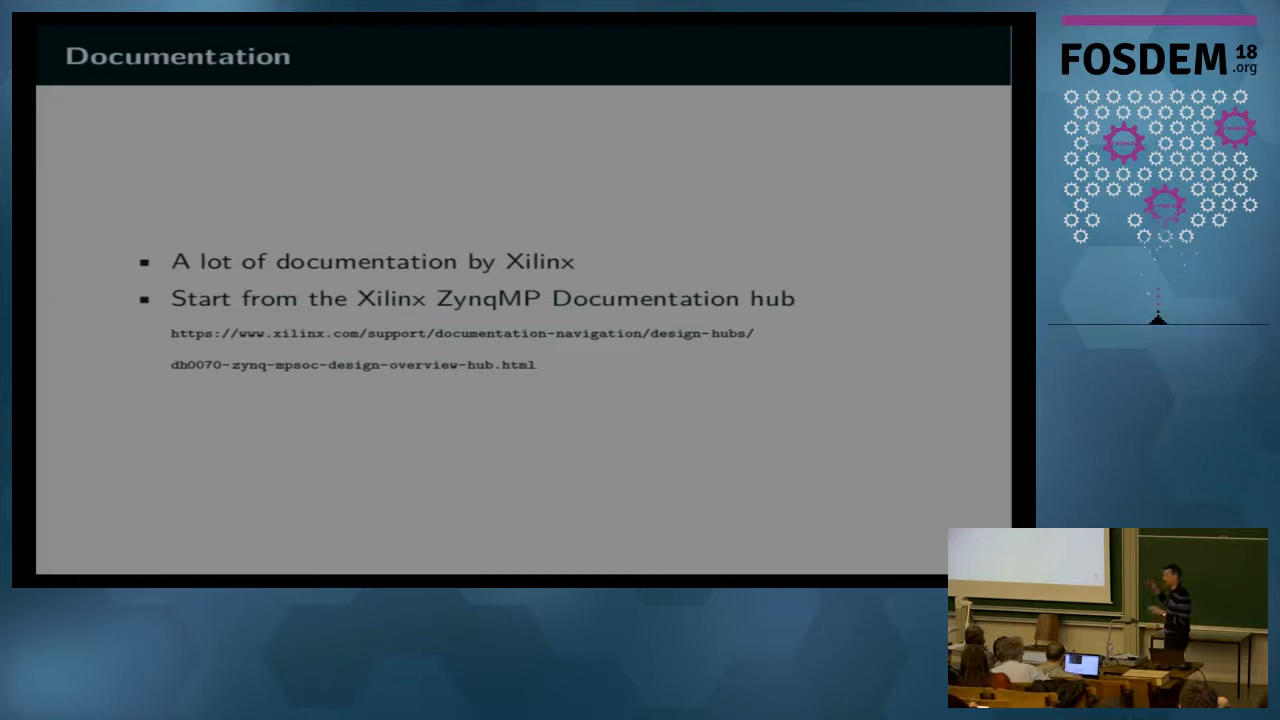 Documentation
A lot of documentation by Xilinx
Start from the Xilinx ZynqMP Documentation hub
https://www.xilinx.com/support/documentation-navigation/design-hubs/
dh0070-zynq-mpsoc-design-overview-hub.html
FOSDEM 18
.org